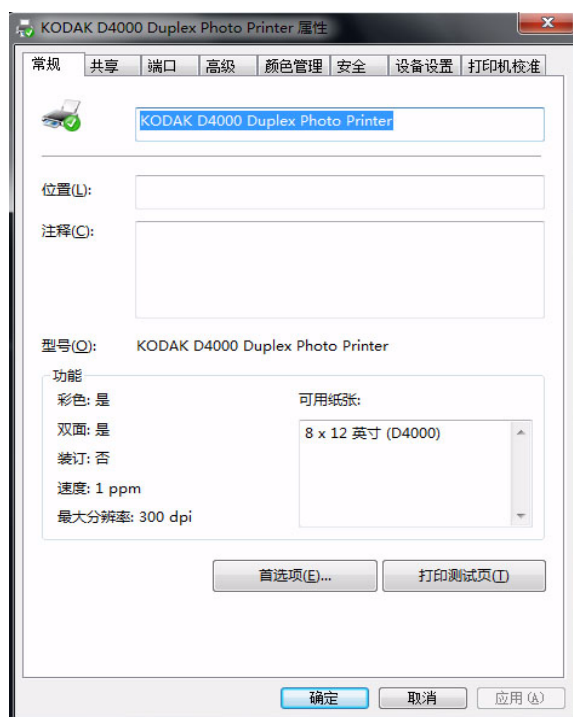 KODAK D4000 Duplex Photo Printer 属性
常规 共享 端口 高级 颜色管理 安全 设备设置 打印机校准
KODAK D4000 Duplex Photo Printer
位置(L):
注释(C):
型号(O): KODAK D4000 Duplex Photo Printer
功能
彩色: 是 可用纸张:
双面: 是 8 x 12 英寸 (D4000)
装订: 否
速度: 1 ppm
最大分辨率: 300 dpi
首选项(E)... 打印测试页(T)
确定 取消 应用(A)